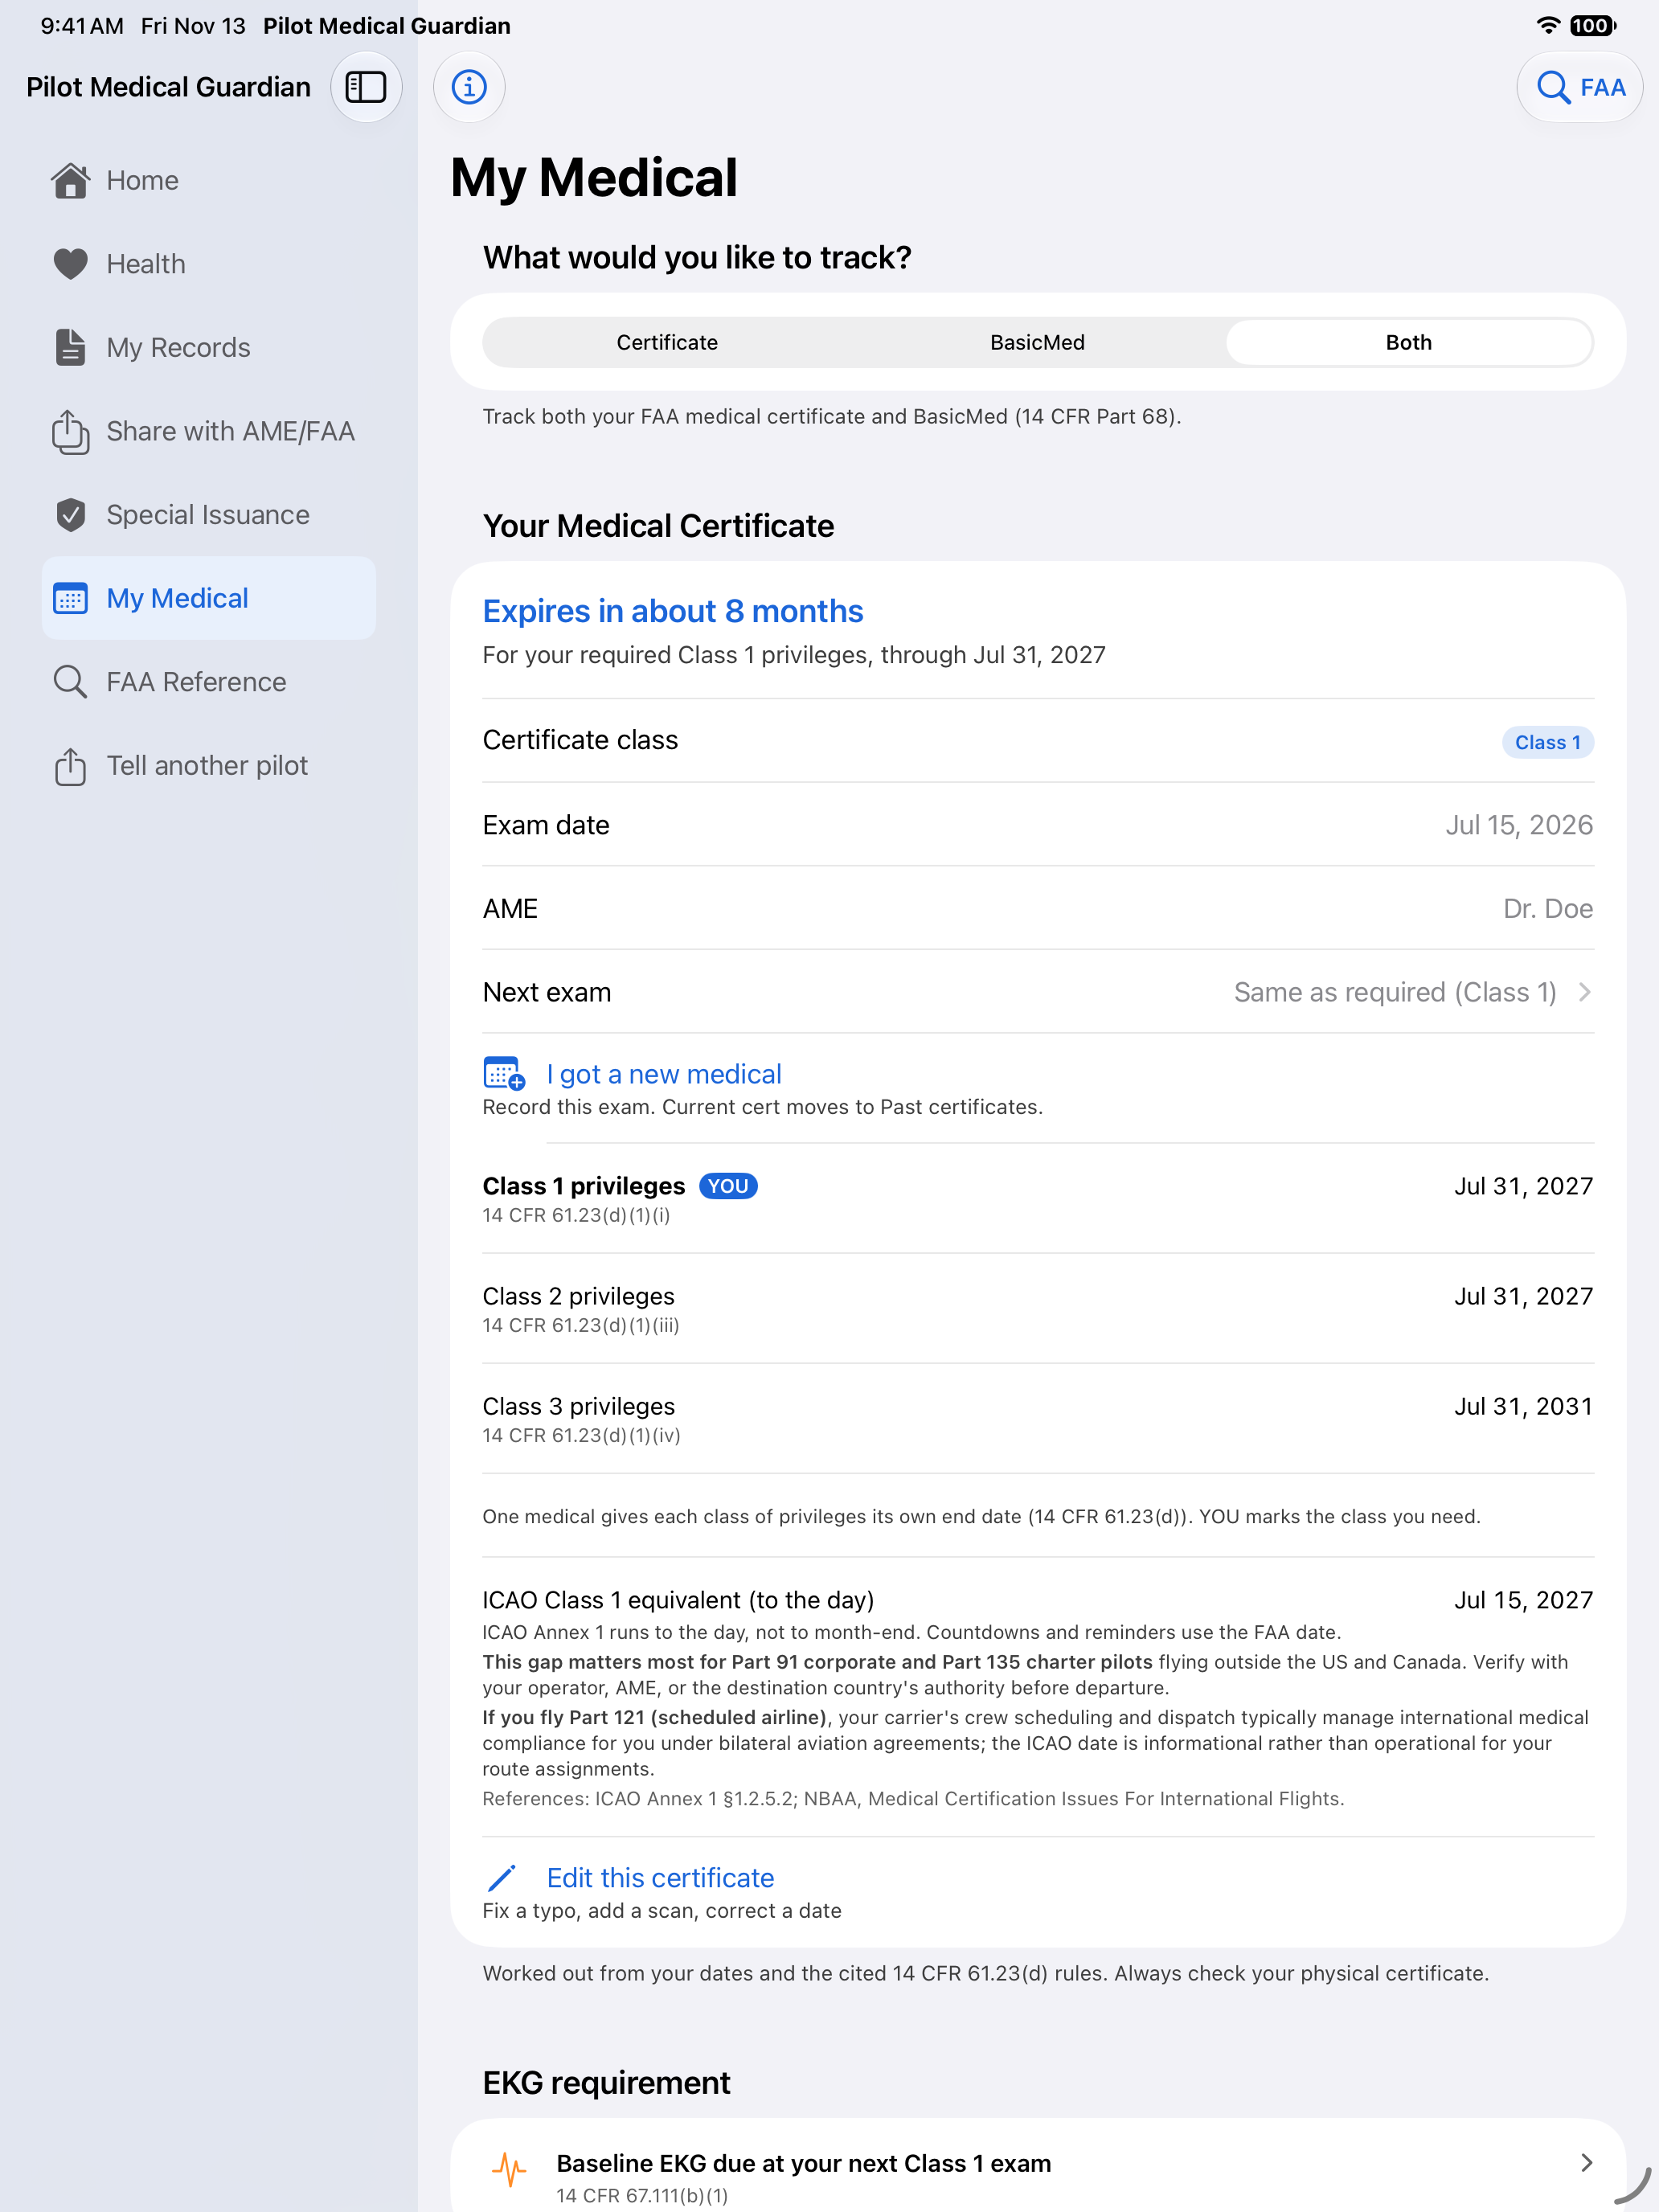 9:41 AM Fri Nov 13 Pilot Medical Guardian
100
Pilot Medical Guardian
FAA
Home
Health
My Records
Share with AME/FAA
Special Issuance
My Medical
FAA Reference
Tell another pilot
My Medical
What would you like to track?
Certificate BasicMed Both
Track both your FAA medical certificate and BasicMed (14 CFR Part 68).
Your Medical Certificate
Expires in about 8 months
For your required Class 1 privileges, through Jul 31, 2027
Certificate class Class 1
Exam date Jul 15, 2026
AME Dr. Doe
Next exam Same as required (Class 1)
I got a new medical
Record this exam. Current cert moves to Past certificates.
Class 1 privileges YOU Jul 31, 2027
14 CFR 61.23(d)(1)(i)
Class 2 privileges Jul 31, 2027
14 CFR 61.23(d)(1)(iii)
Class 3 privileges Jul 31, 2031
14 CFR 61.23(d)(1)(iv)
One medical gives each class of privileges its own end date (14 CFR 61.23(d)). YOU marks the class you need.
ICAO Class 1 equivalent (to the day) Jul 15, 2027
ICAO Annex 1 runs to the day, not to month-end. Countdowns and reminders use the FAA date.
This gap matters most for Part 91 corporate and Part 135 charter pilots flying outside the US and Canada. Verify with
your operator, AME, or the destination country's authority before departure.
If you fly Part 121 (scheduled airline), your carrier's crew scheduling and dispatch typically manage international medical
compliance for you under bilateral aviation agreements; the ICAO date is informational rather than operational for your
route assignments.
References: ICAO Annex 1 §1.2.5.2; NBAA, Medical Certification Issues For International Flights.
Edit this certificate
Fix a typo, add a scan, correct a date
Worked out from your dates and the cited 14 CFR 61.23(d) rules. Always check your physical certificate.
EKG requirement
Baseline EKG due at your next Class 1 exam
14 CFR 67.111(b)(1)